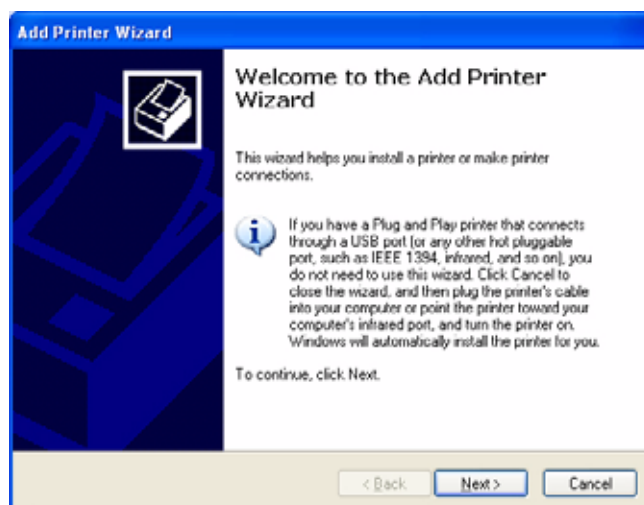 Add Printer Wizard
Welcome to the Add Printer
Wizard
This wizard helps you install a printer or make printer
connections.
If you have a Plug and Play printer that connects
through a USB port (or any other hot pluggable
port, such as IEEE 1394, infrared, and so on), you
do not need to use this wizard. Click Cancel to
close the wizard, and then plug the printer's cable
into your computer or point the printer toward your
computer's infrared port, and turn the printer on.
Windows will automatically install the printer for you.
To continue, click Next.
< Back
Next >
Cancel